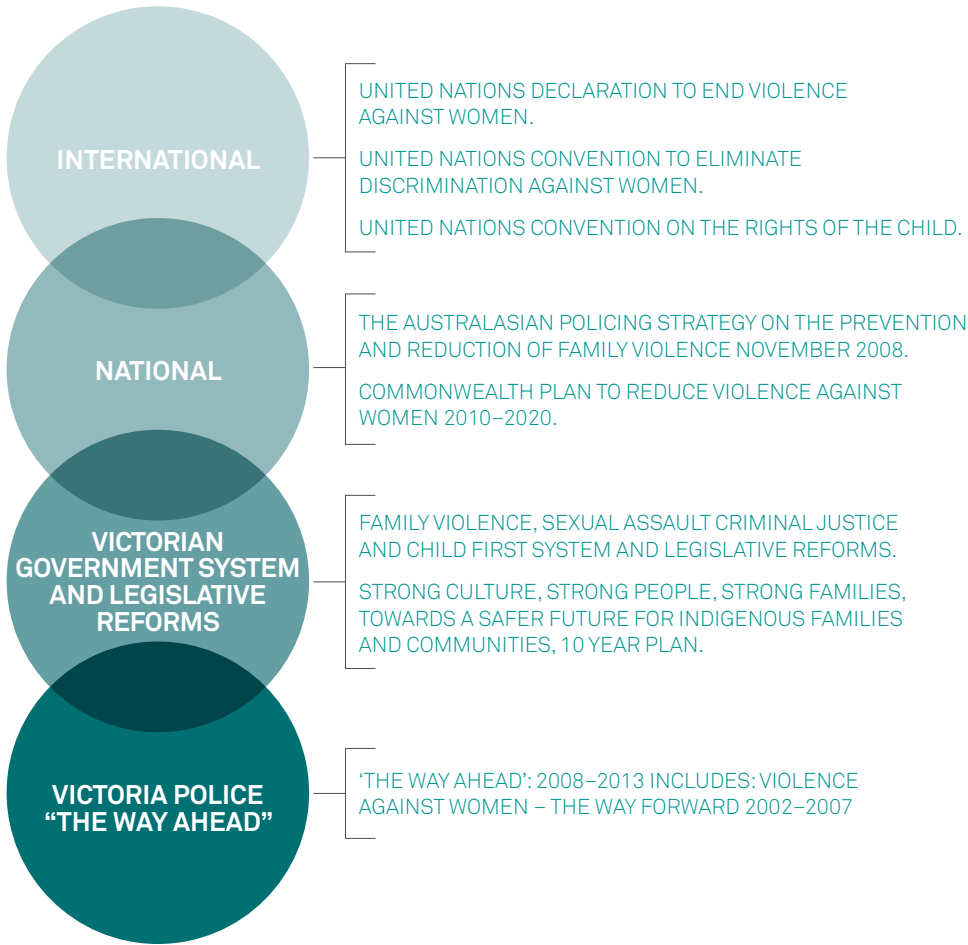 INTERNATIONAL
UNITED NATIONS DECLARATION TO END VIOLENCE
AGAINST WOMEN.
UNITED NATIONS CONVENTION TO ELIMINATE
DISCRIMINATION AGAINST WOMEN.
UNITED NATIONS CONVENTION ON THE RIGHTS OF THE CHILD.
NATIONAL
THE AUSTRALASIAN POLICING STRATEGY ON THE PREVENTION
AND REDUCTION OF FAMILY VIOLENCE NOVEMBER 2008.
COMMONWEALTH PLAN TO REDUCE VIOLENCE AGAINST
WOMEN 2010–2020.
VICTORIAN
GOVERNMENT SYSTEM
AND LEGISLATIVE
REFORMS
FAMILY VIOLENCE, SEXUAL ASSAULT CRIMINAL JUSTICE
AND CHILD FIRST SYSTEM AND LEGISLATIVE REFORMS.
STRONG CULTURE, STRONG PEOPLE, STRONG FAMILIES,
TOWARDS A SAFER FUTURE FOR INDIGENOUS FAMILIES
AND COMMUNITIES, 10 YEAR PLAN.
VICTORIA POLICE
“THE WAY AHEAD”
‘THE WAY AHEAD’: 2008–2013 INCLUDES: VIOLENCE
AGAINST WOMEN – THE WAY FORWARD 2002–2007